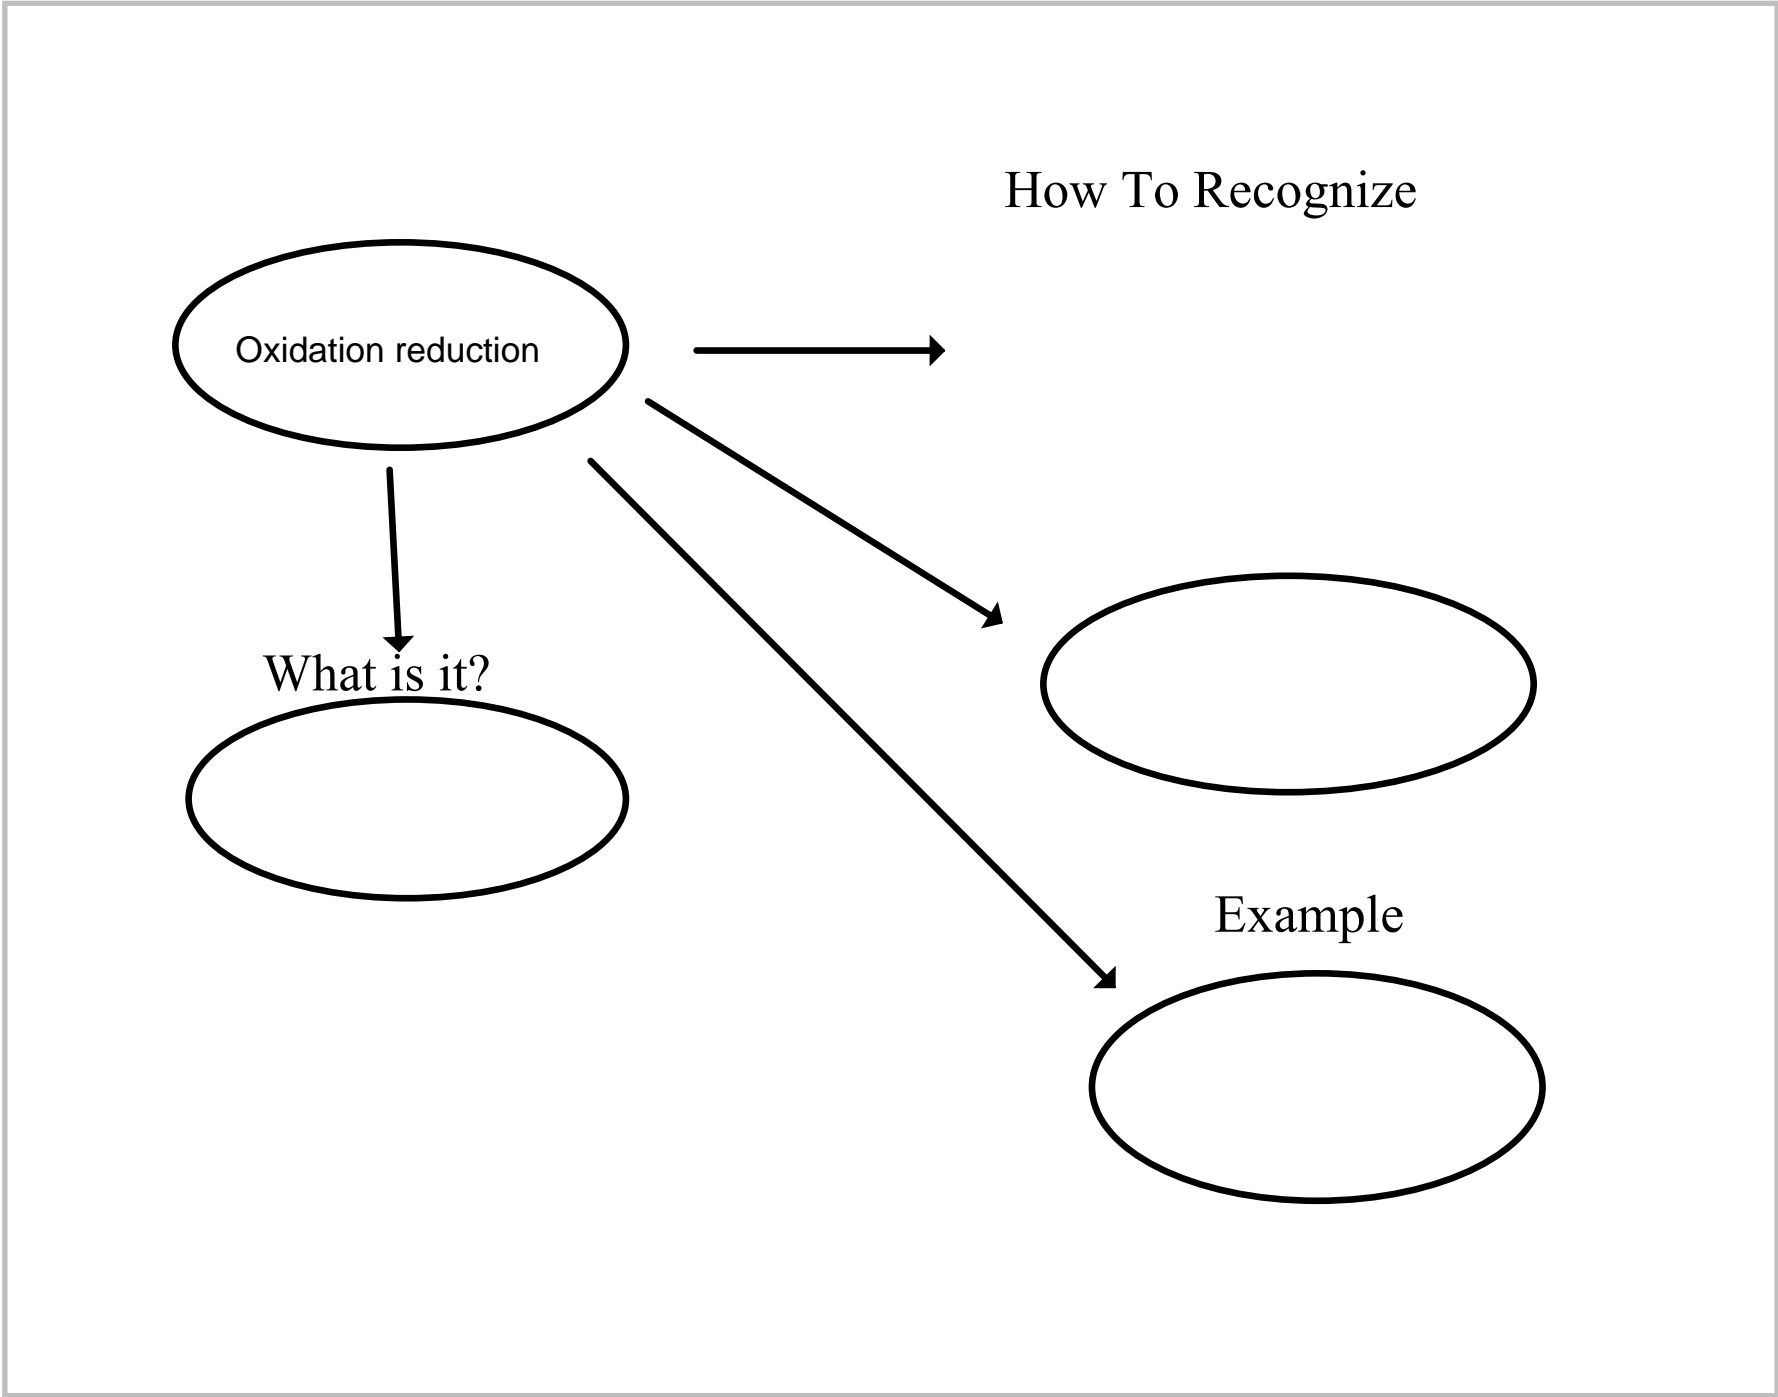 How To Recognize
Oxidation reduction
What is it?
Example